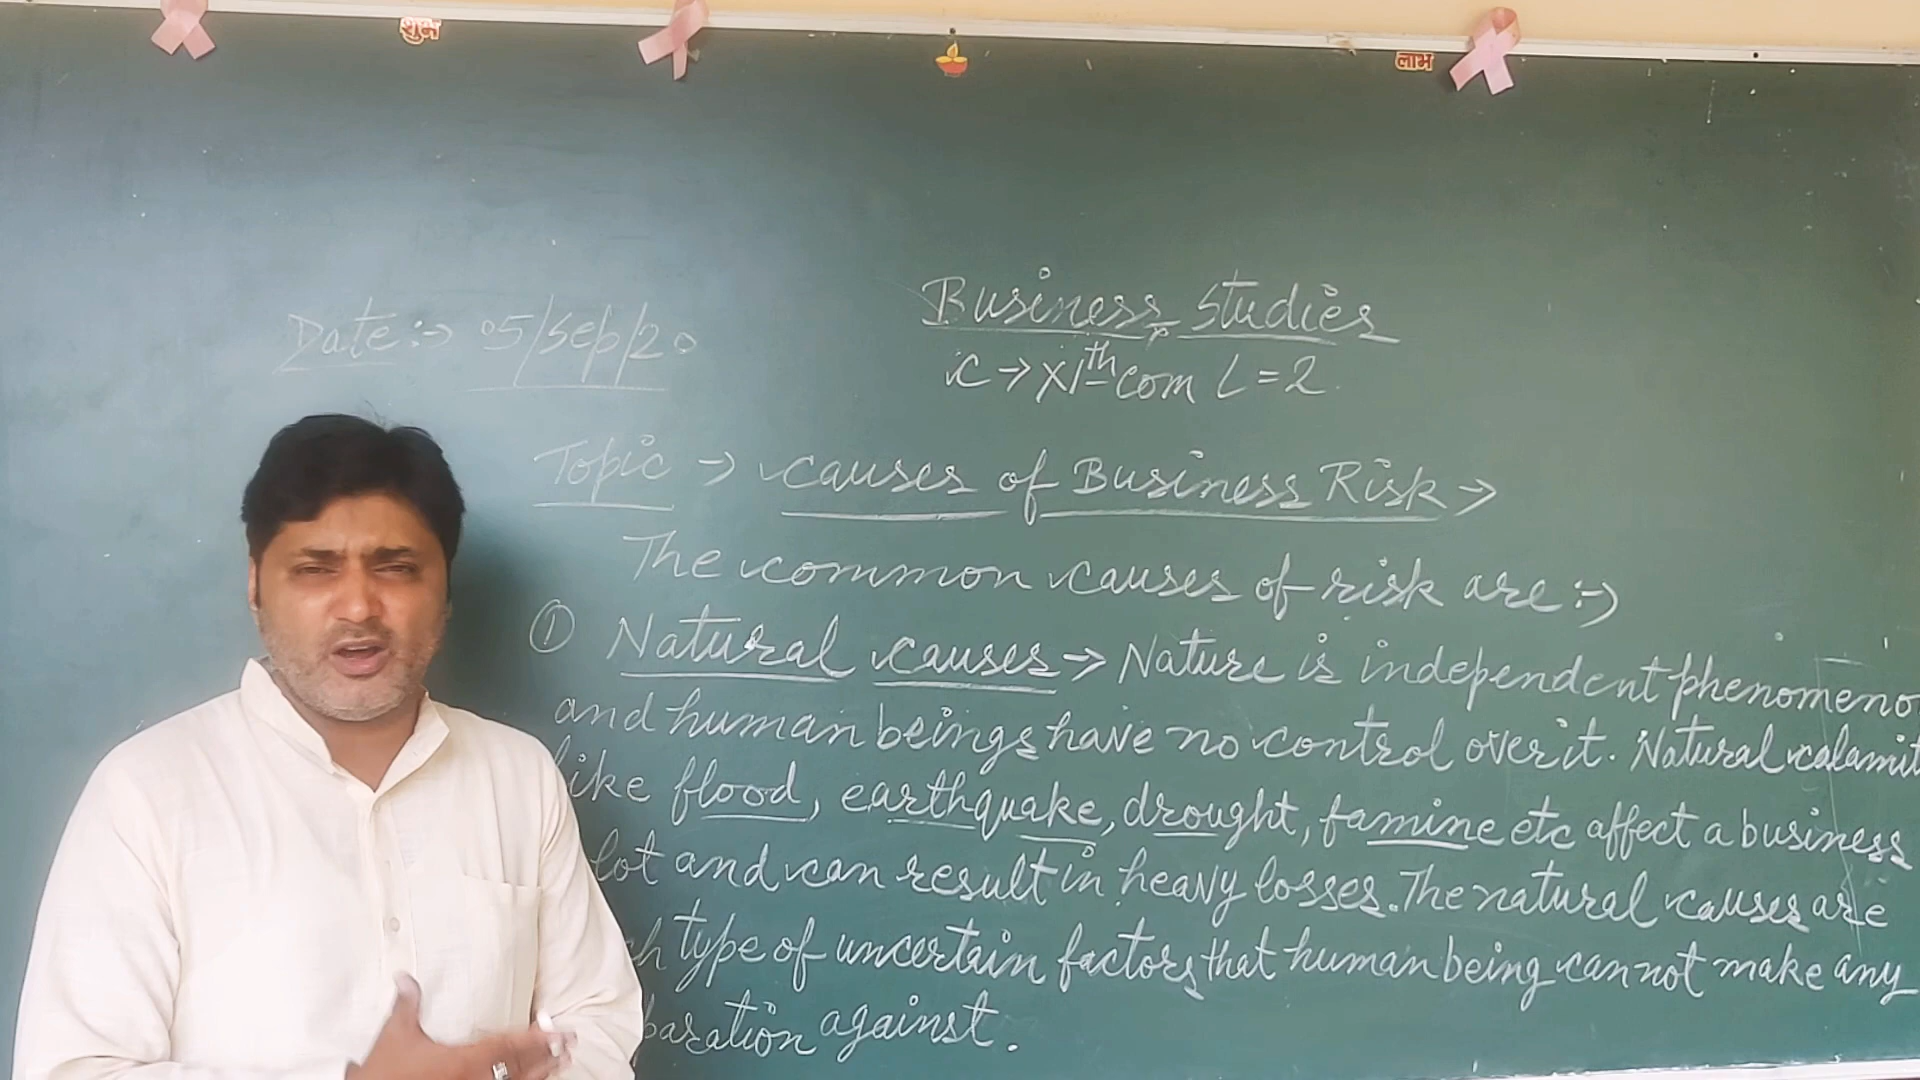 शुभ
लाभ
Business Studies
Date :→ 05/Sep/20
C → XIth com L = 2
Topic → causes of Business Risk →
The common causes of risk are :→
① Natural causes → Nature is independent phenomeno
and human beings have no control over it. Natural calamit
like flood, earthquake, drought, famine etc affect a business
lot and can result in heavy losses. The natural causes are
type of uncertain factors that human being can not make any
paration against.